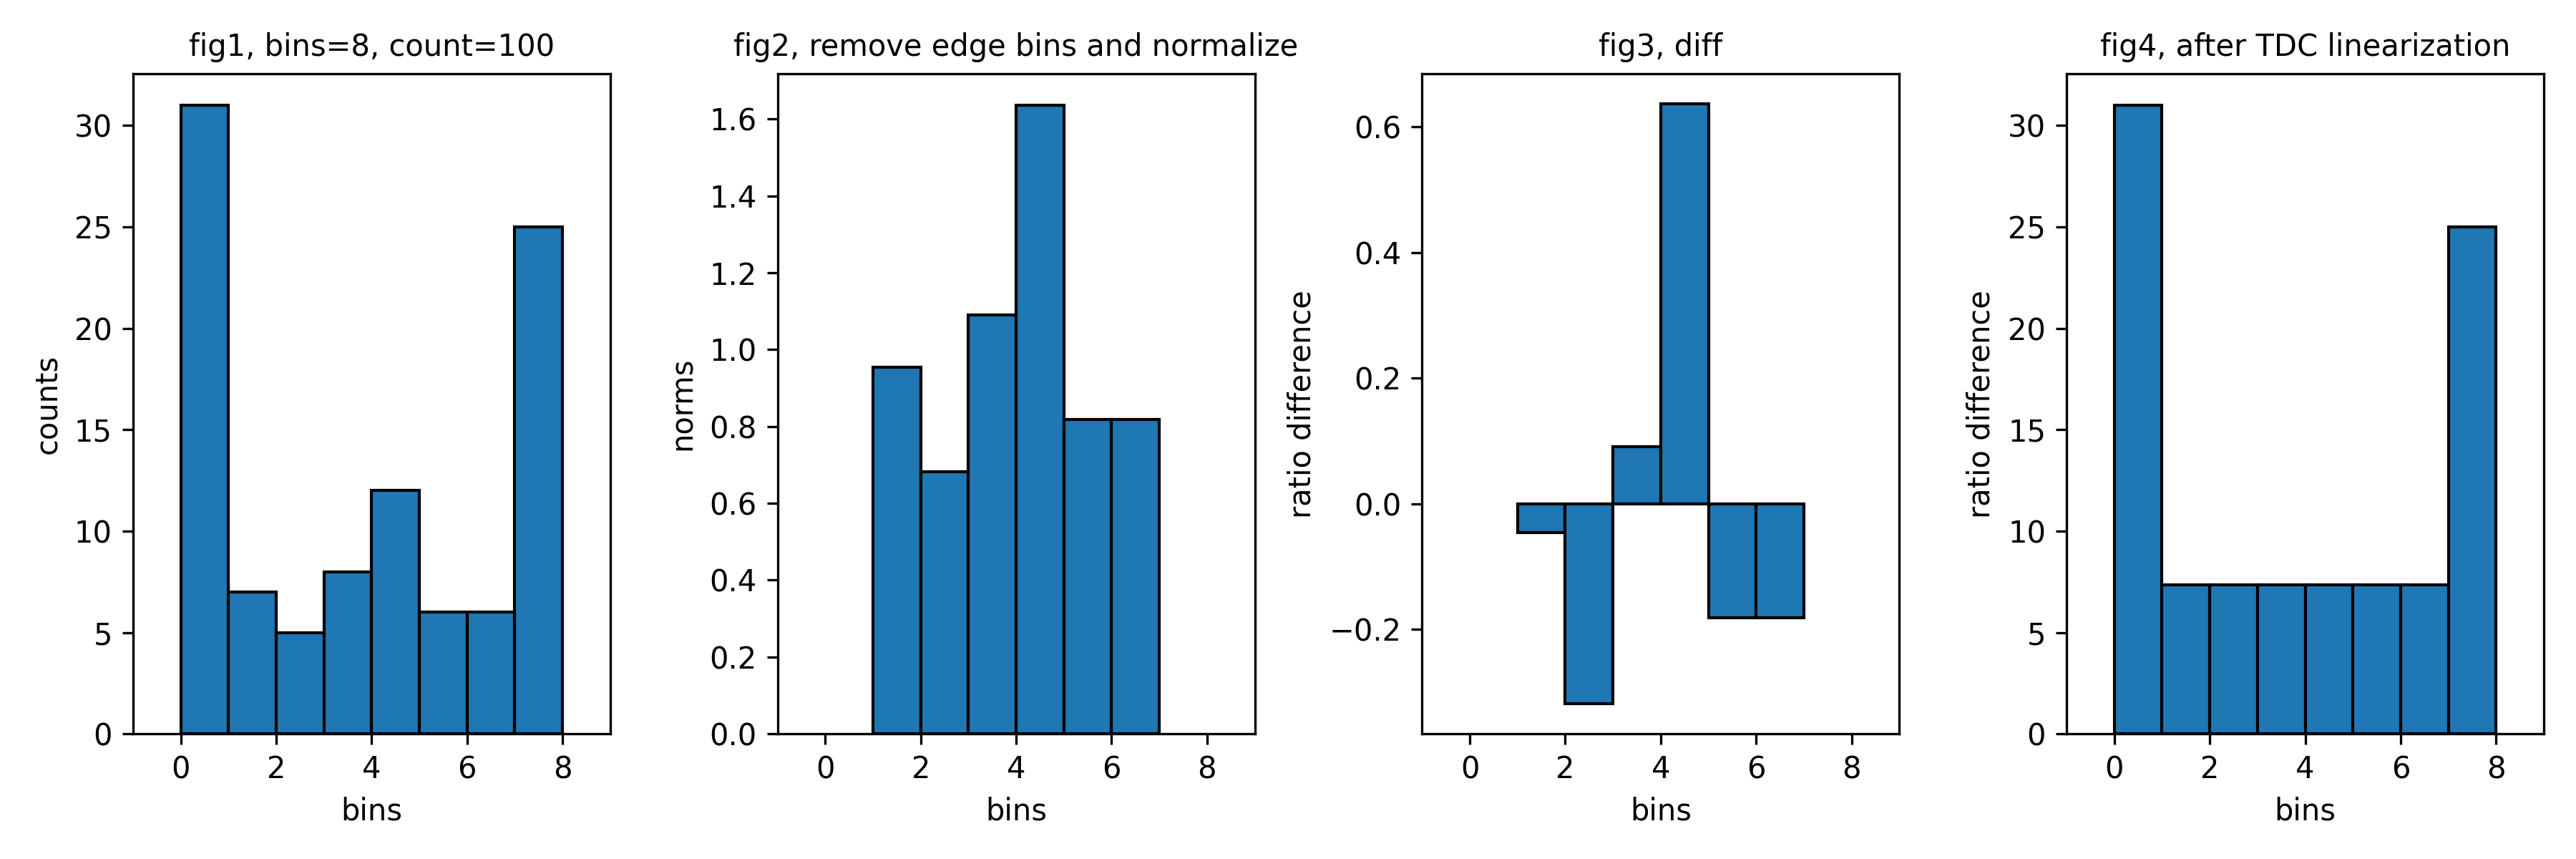 fig1, bins=8, count=100
counts
30
25
20
15
10
5
0
0 2 4 6 8
bins
fig2, remove edge bins and normalize
norms
1.6
1.4
1.2
1.0
0.8
0.6
0.4
0.2
0.0
0 2 4 6 8
bins
fig3, diff
ratio difference
0.6
0.4
0.2
0.0
−0.2
0 2 4 6 8
bins
fig4, after TDC linearization
ratio difference
30
25
20
15
10
5
0
0 2 4 6 8
bins